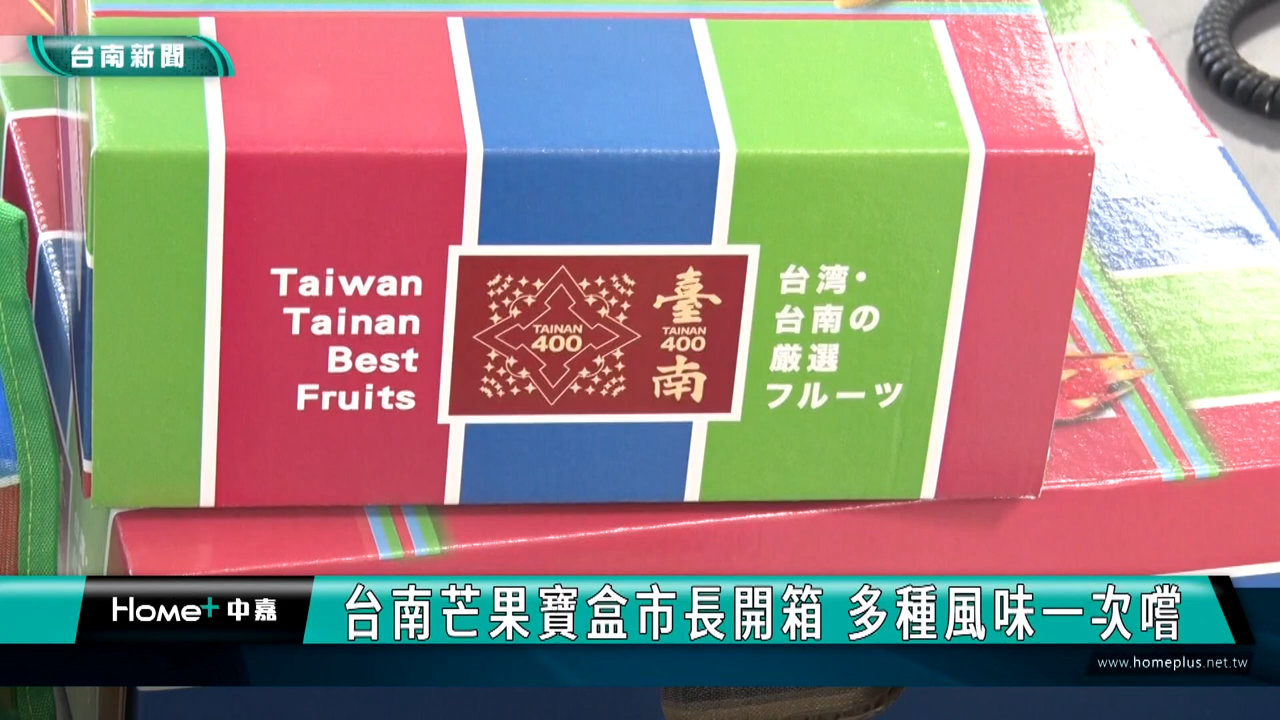 台南新聞
Taiwan
Tainan
Best
Fruits
TAINAN
400
臺
TAINAN
400
南
台湾・
台南の
厳選
フルーツ
Home+中嘉
台南芒果寶盒市長開箱 多種風味一次嚐
www.homeplus.net.tw